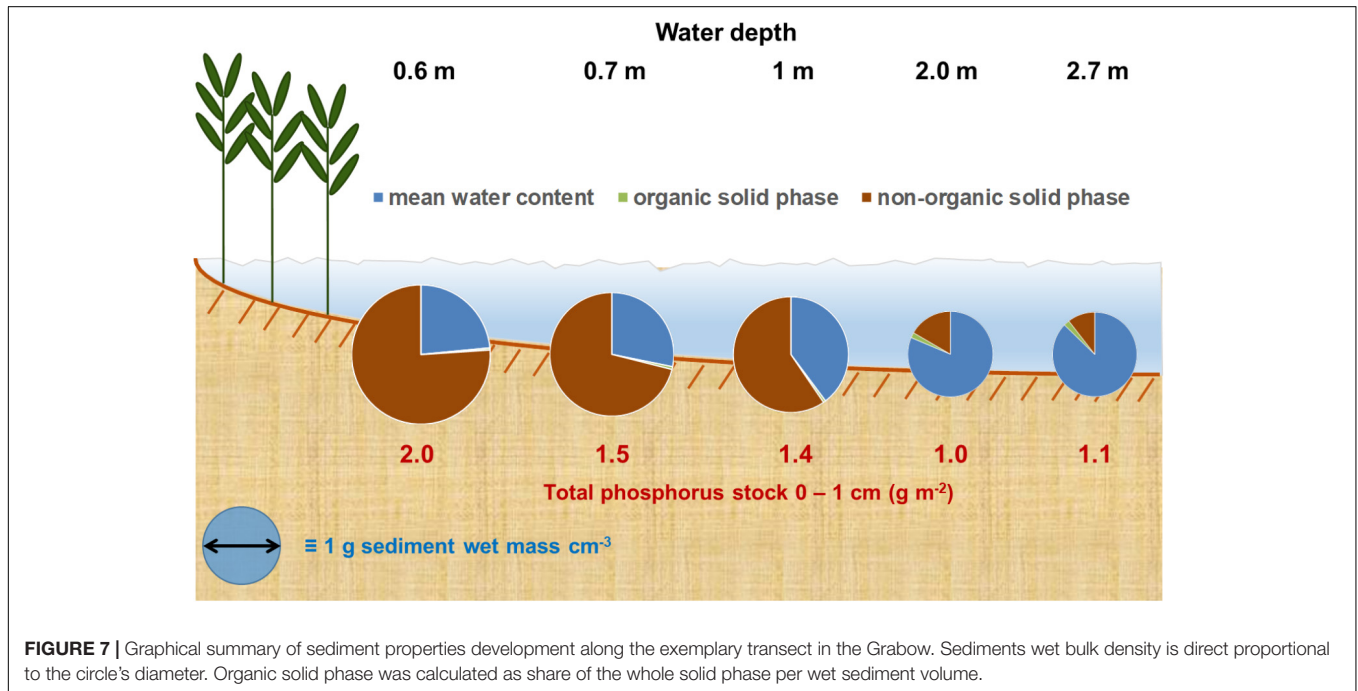 Water depth
0.6 m 0.7 m 1 m 2.0 m 2.7 m
mean water content organic solid phase non-organic solid phase
2.0 1.5 1.4 1.0 1.1
Total phosphorus stock 0 – 1 cm (g m⁻²)
≡ 1 g sediment wet mass cm⁻³
FIGURE 7 | Graphical summary of sediment properties development along the exemplary transect in the Grabow. Sediments wet bulk density is direct proportional
to the circle's diameter. Organic solid phase was calculated as share of the whole solid phase per wet sediment volume.